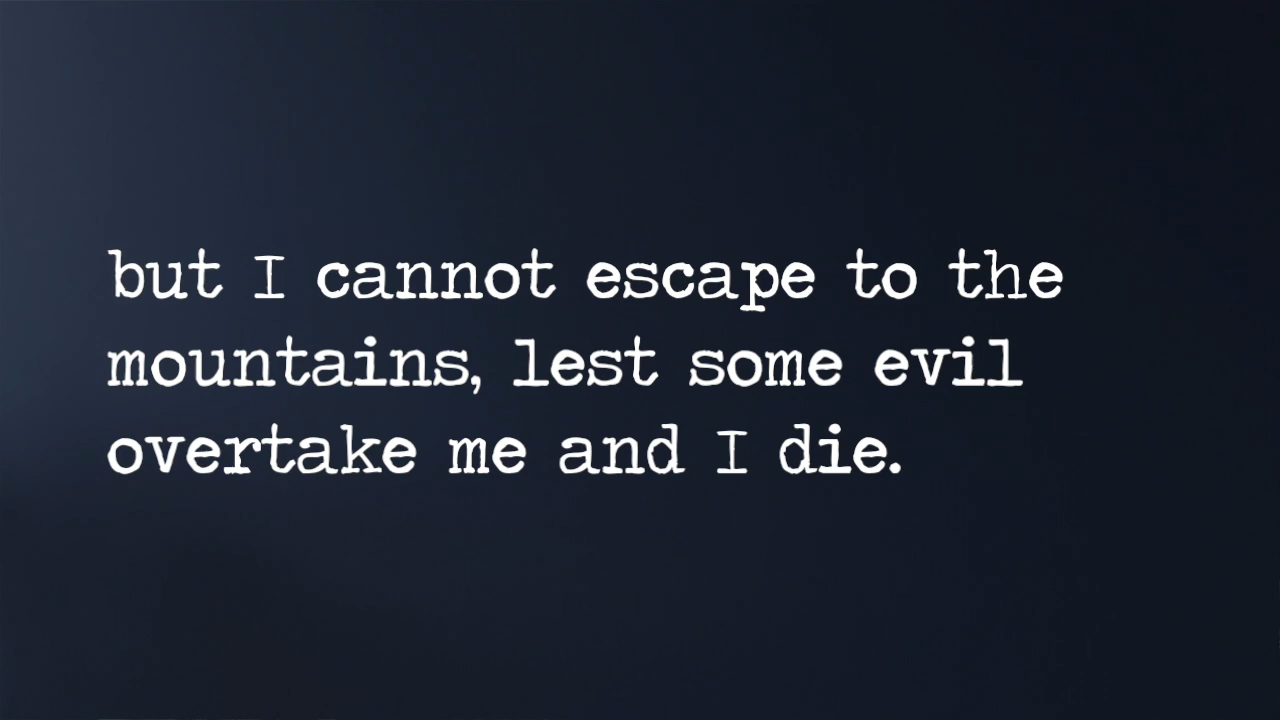 but I cannot escape to the
mountains, lest some evil
overtake me and I die.